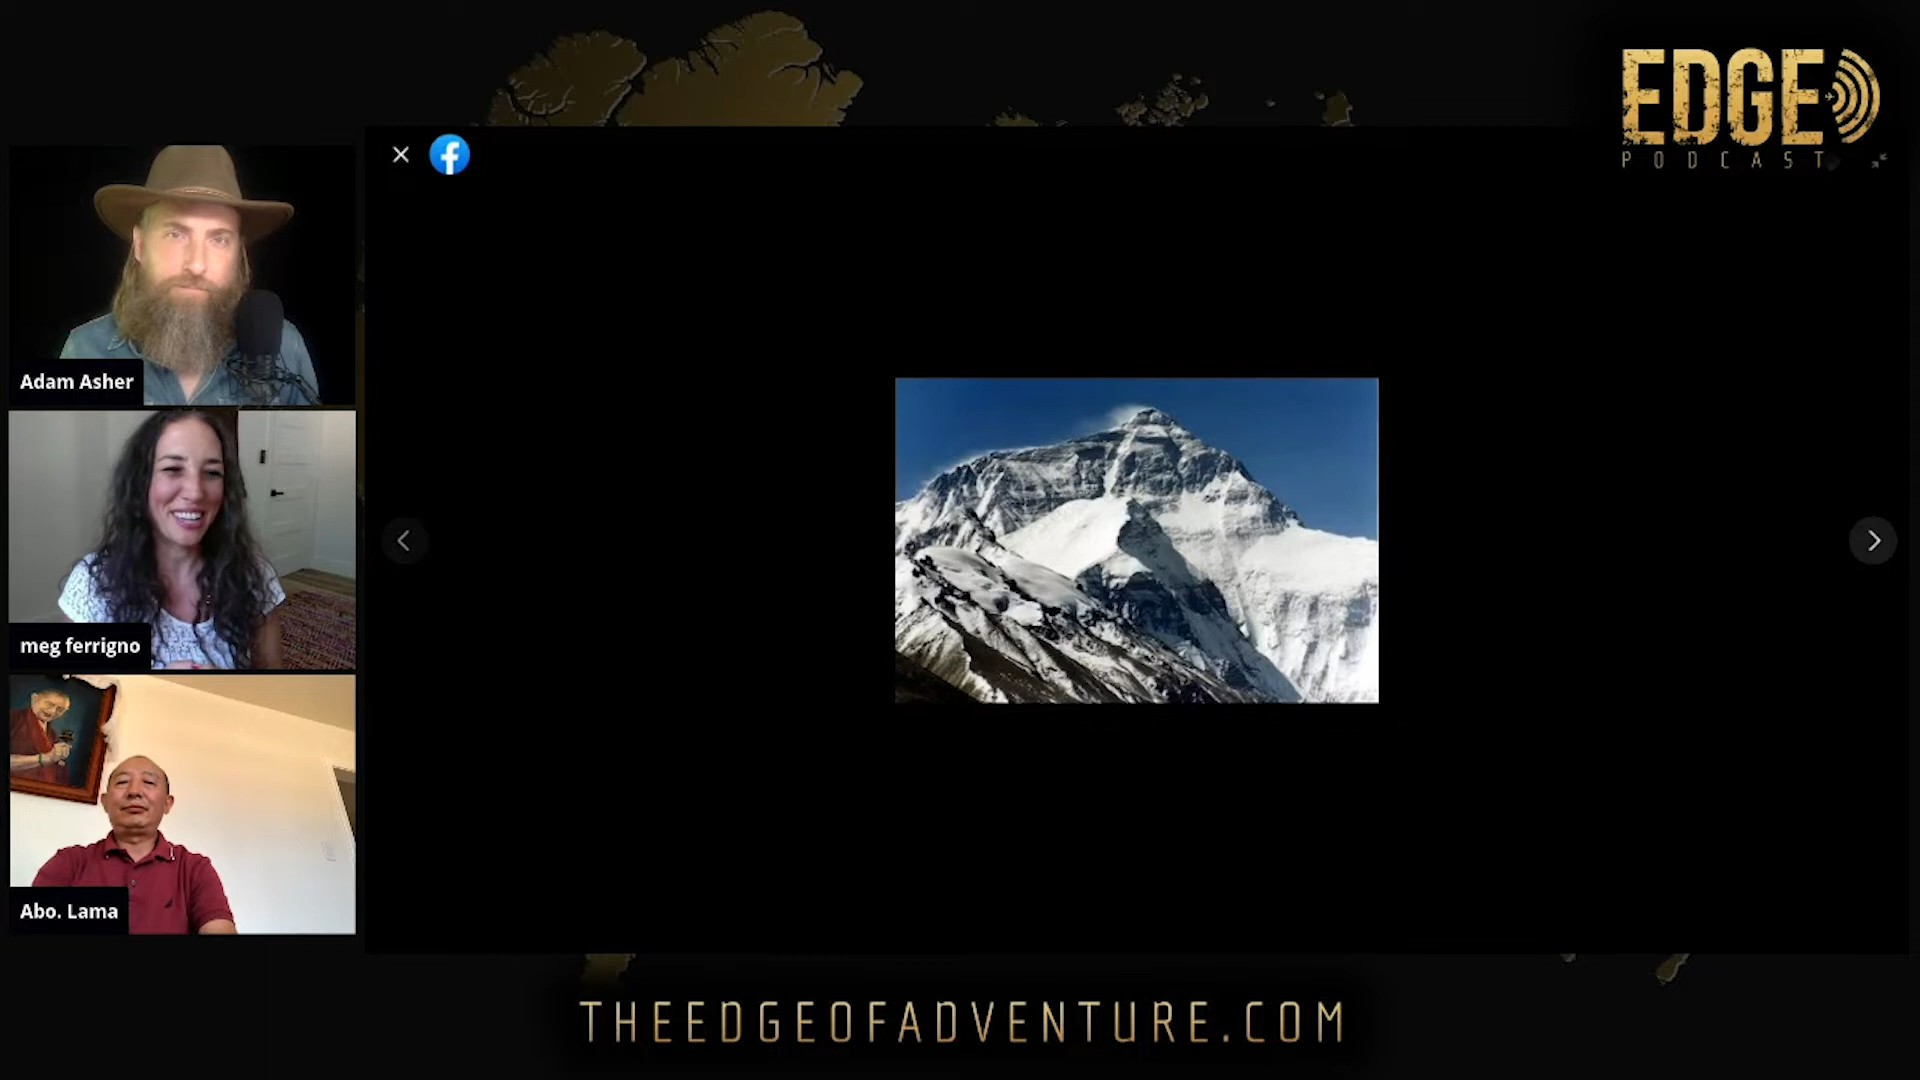 EDGE
PODCAST
Adam Asher
meg ferrigno
Abo. Lama
THEEDGEOFADVENTURE.COM